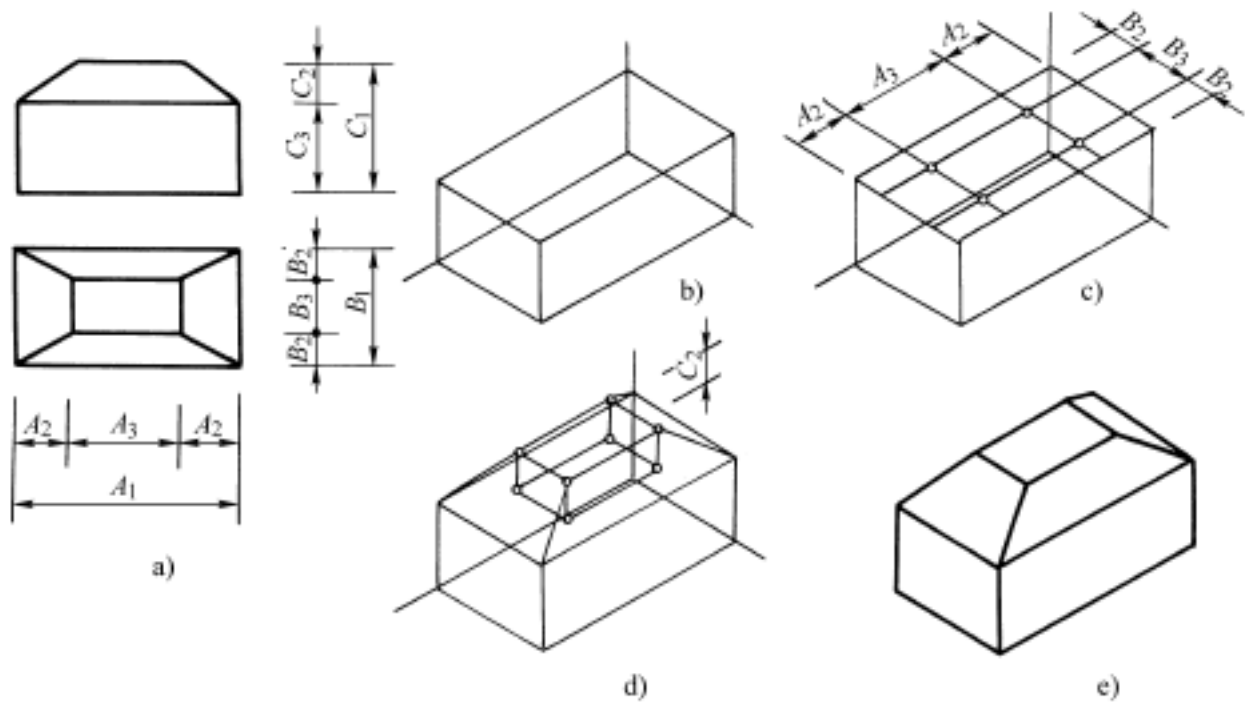 C₂
C₃
C₁
B₂
B₃
B₂
B₁
A₂ A₃ A₂
A₁
a)
b)
A₂
A₃
A₂
B₂
B₃
B₂
c)
C₂
d)
e)